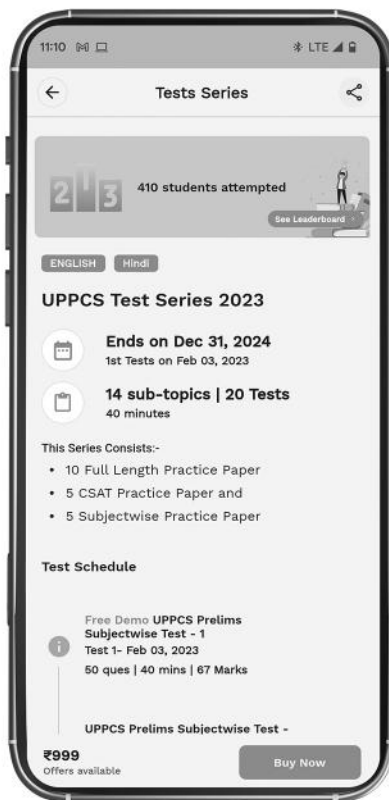 11:10 LTE
Tests Series
2 1 3
410 students attempted
See Leaderboard
ENGLISH Hindi
UPPCS Test Series 2023
Ends on Dec 31, 2024
1st Tests on Feb 03, 2023
14 sub-topics | 20 Tests
40 minutes
This Series Consists:-
• 10 Full Length Practice Paper
• 5 CSAT Practice Paper and
• 5 Subjectwise Practice Paper
Test Schedule
Free Demo UPPCS Prelims
Subjectwise Test - 1
Test 1- Feb 03, 2023
50 ques | 40 mins | 67 Marks
UPPCS Prelims Subjectwise Test -
₹999
Offers available
Buy Now